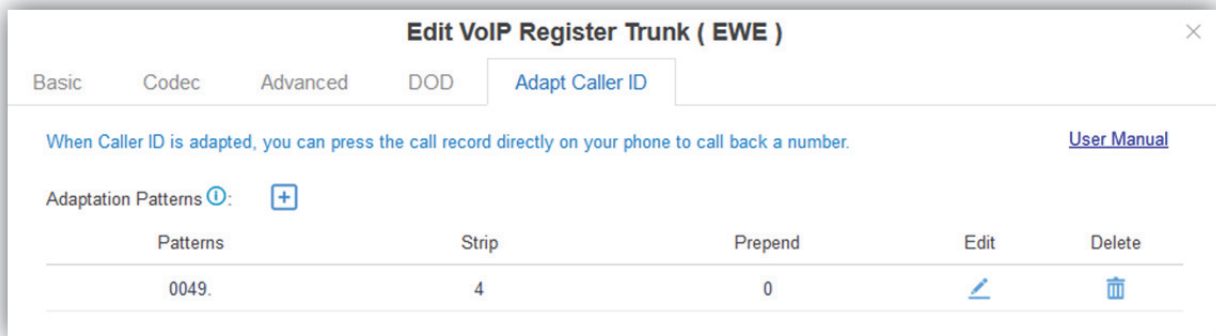 Edit VoIP Register Trunk ( EWE )
Basic Codec Advanced DOD Adapt Caller ID
When Caller ID is adapted, you can press the call record directly on your phone to call back a number. User Manual
Adaptation Patterns :
Patterns Strip Prepend Edit Delete
0049. 4 0